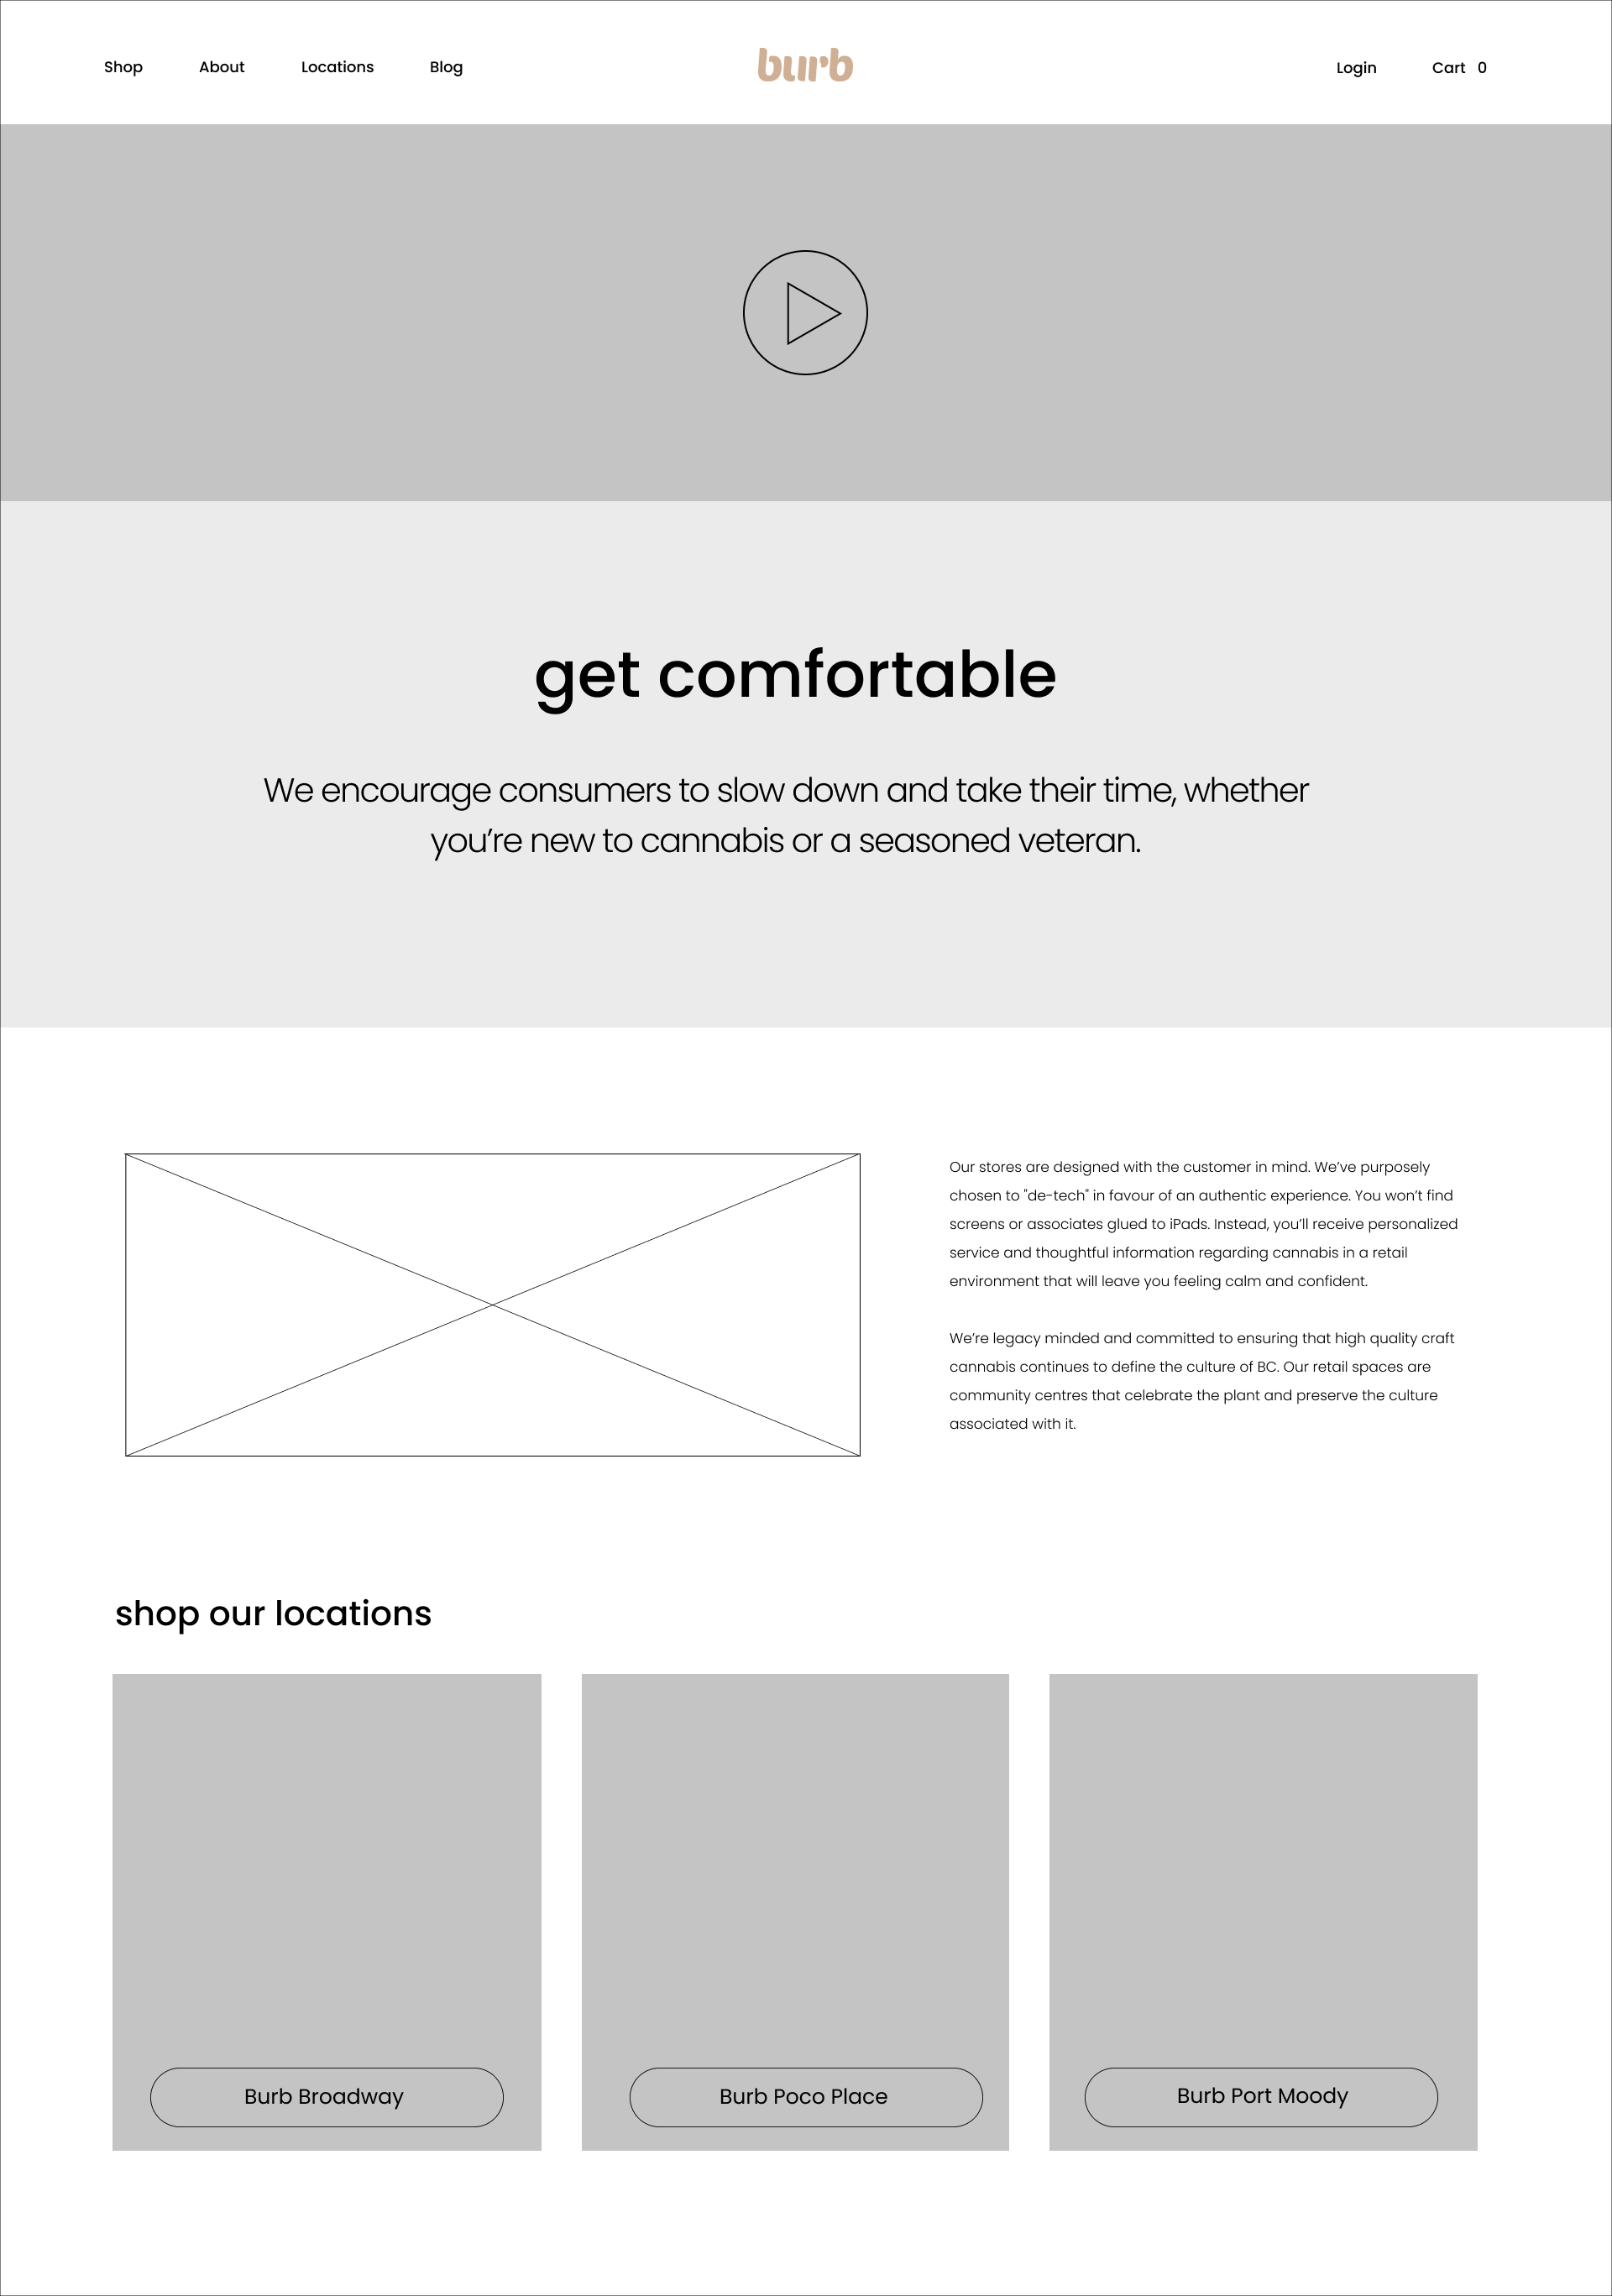 Shop About Locations Blog burb Login Cart 0
get comfortable
We encourage consumers to slow down and take their time, whether
you’re new to cannabis or a seasoned veteran.
Our stores are designed with the customer in mind. We’ve purposely
chosen to "de-tech" in favour of an authentic experience. You won’t find
screens or associates glued to iPads. Instead, you’ll receive personalized
service and thoughtful information regarding cannabis in a retail
environment that will leave you feeling calm and confident.
We’re legacy minded and committed to ensuring that high quality craft
cannabis continues to define the culture of BC. Our retail spaces are
community centres that celebrate the plant and preserve the culture
associated with it.
shop our locations
Burb Broadway
Burb Poco Place
Burb Port Moody